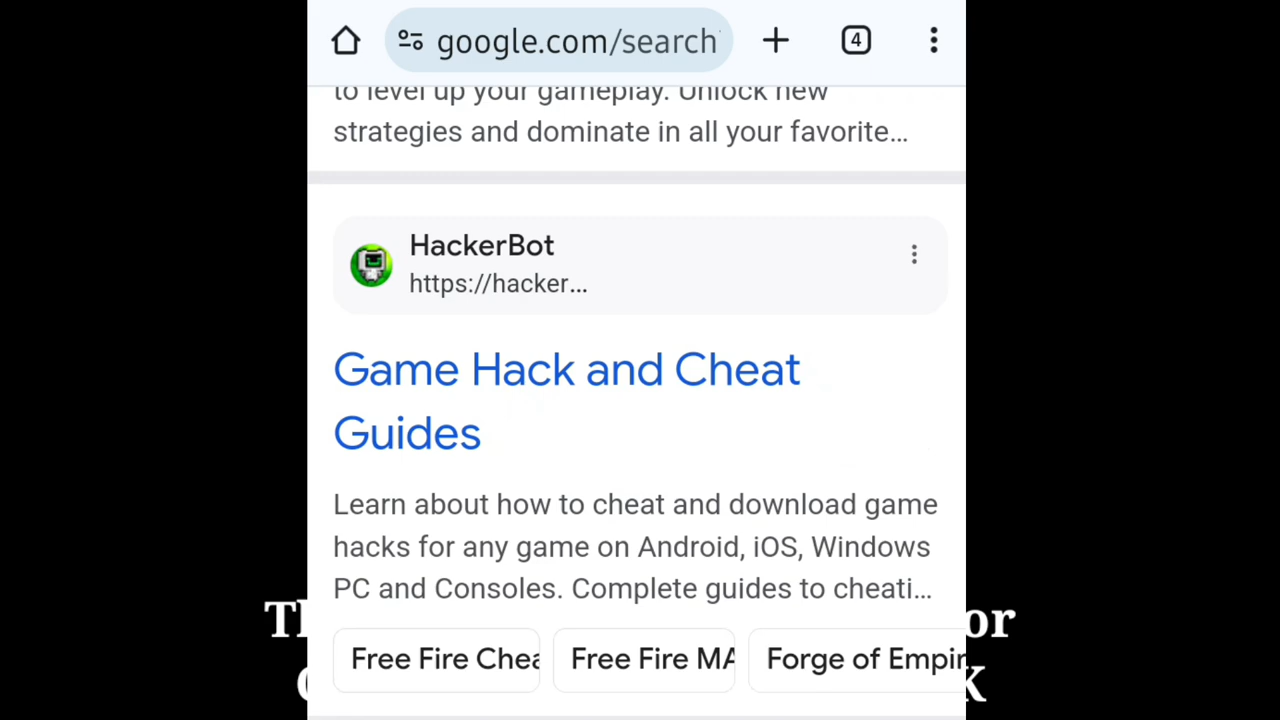 google.com/search
4
to level up your gameplay. Unlock new
strategies and dominate in all your favorite...
HackerBot
https://hacker...
Game Hack and Cheat
Guides
Learn about how to cheat and download game
hacks for any game on Android, iOS, Windows
PC and Consoles. Complete guides to cheati...
or
Free Fire Chea
Free Fire MA
Forge of Empir